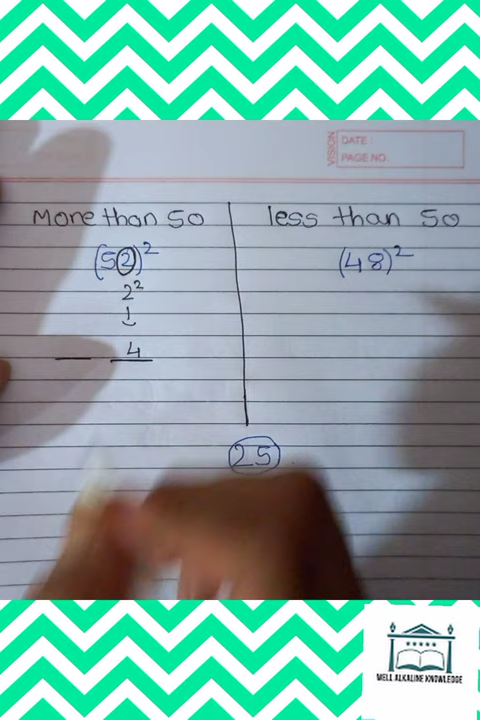 VISION
DATE :
PAGE NO.
More than 50
less than 50
(52)²
(48)²
2²
4
25
WELL ALKALINE KNOWLEDGE